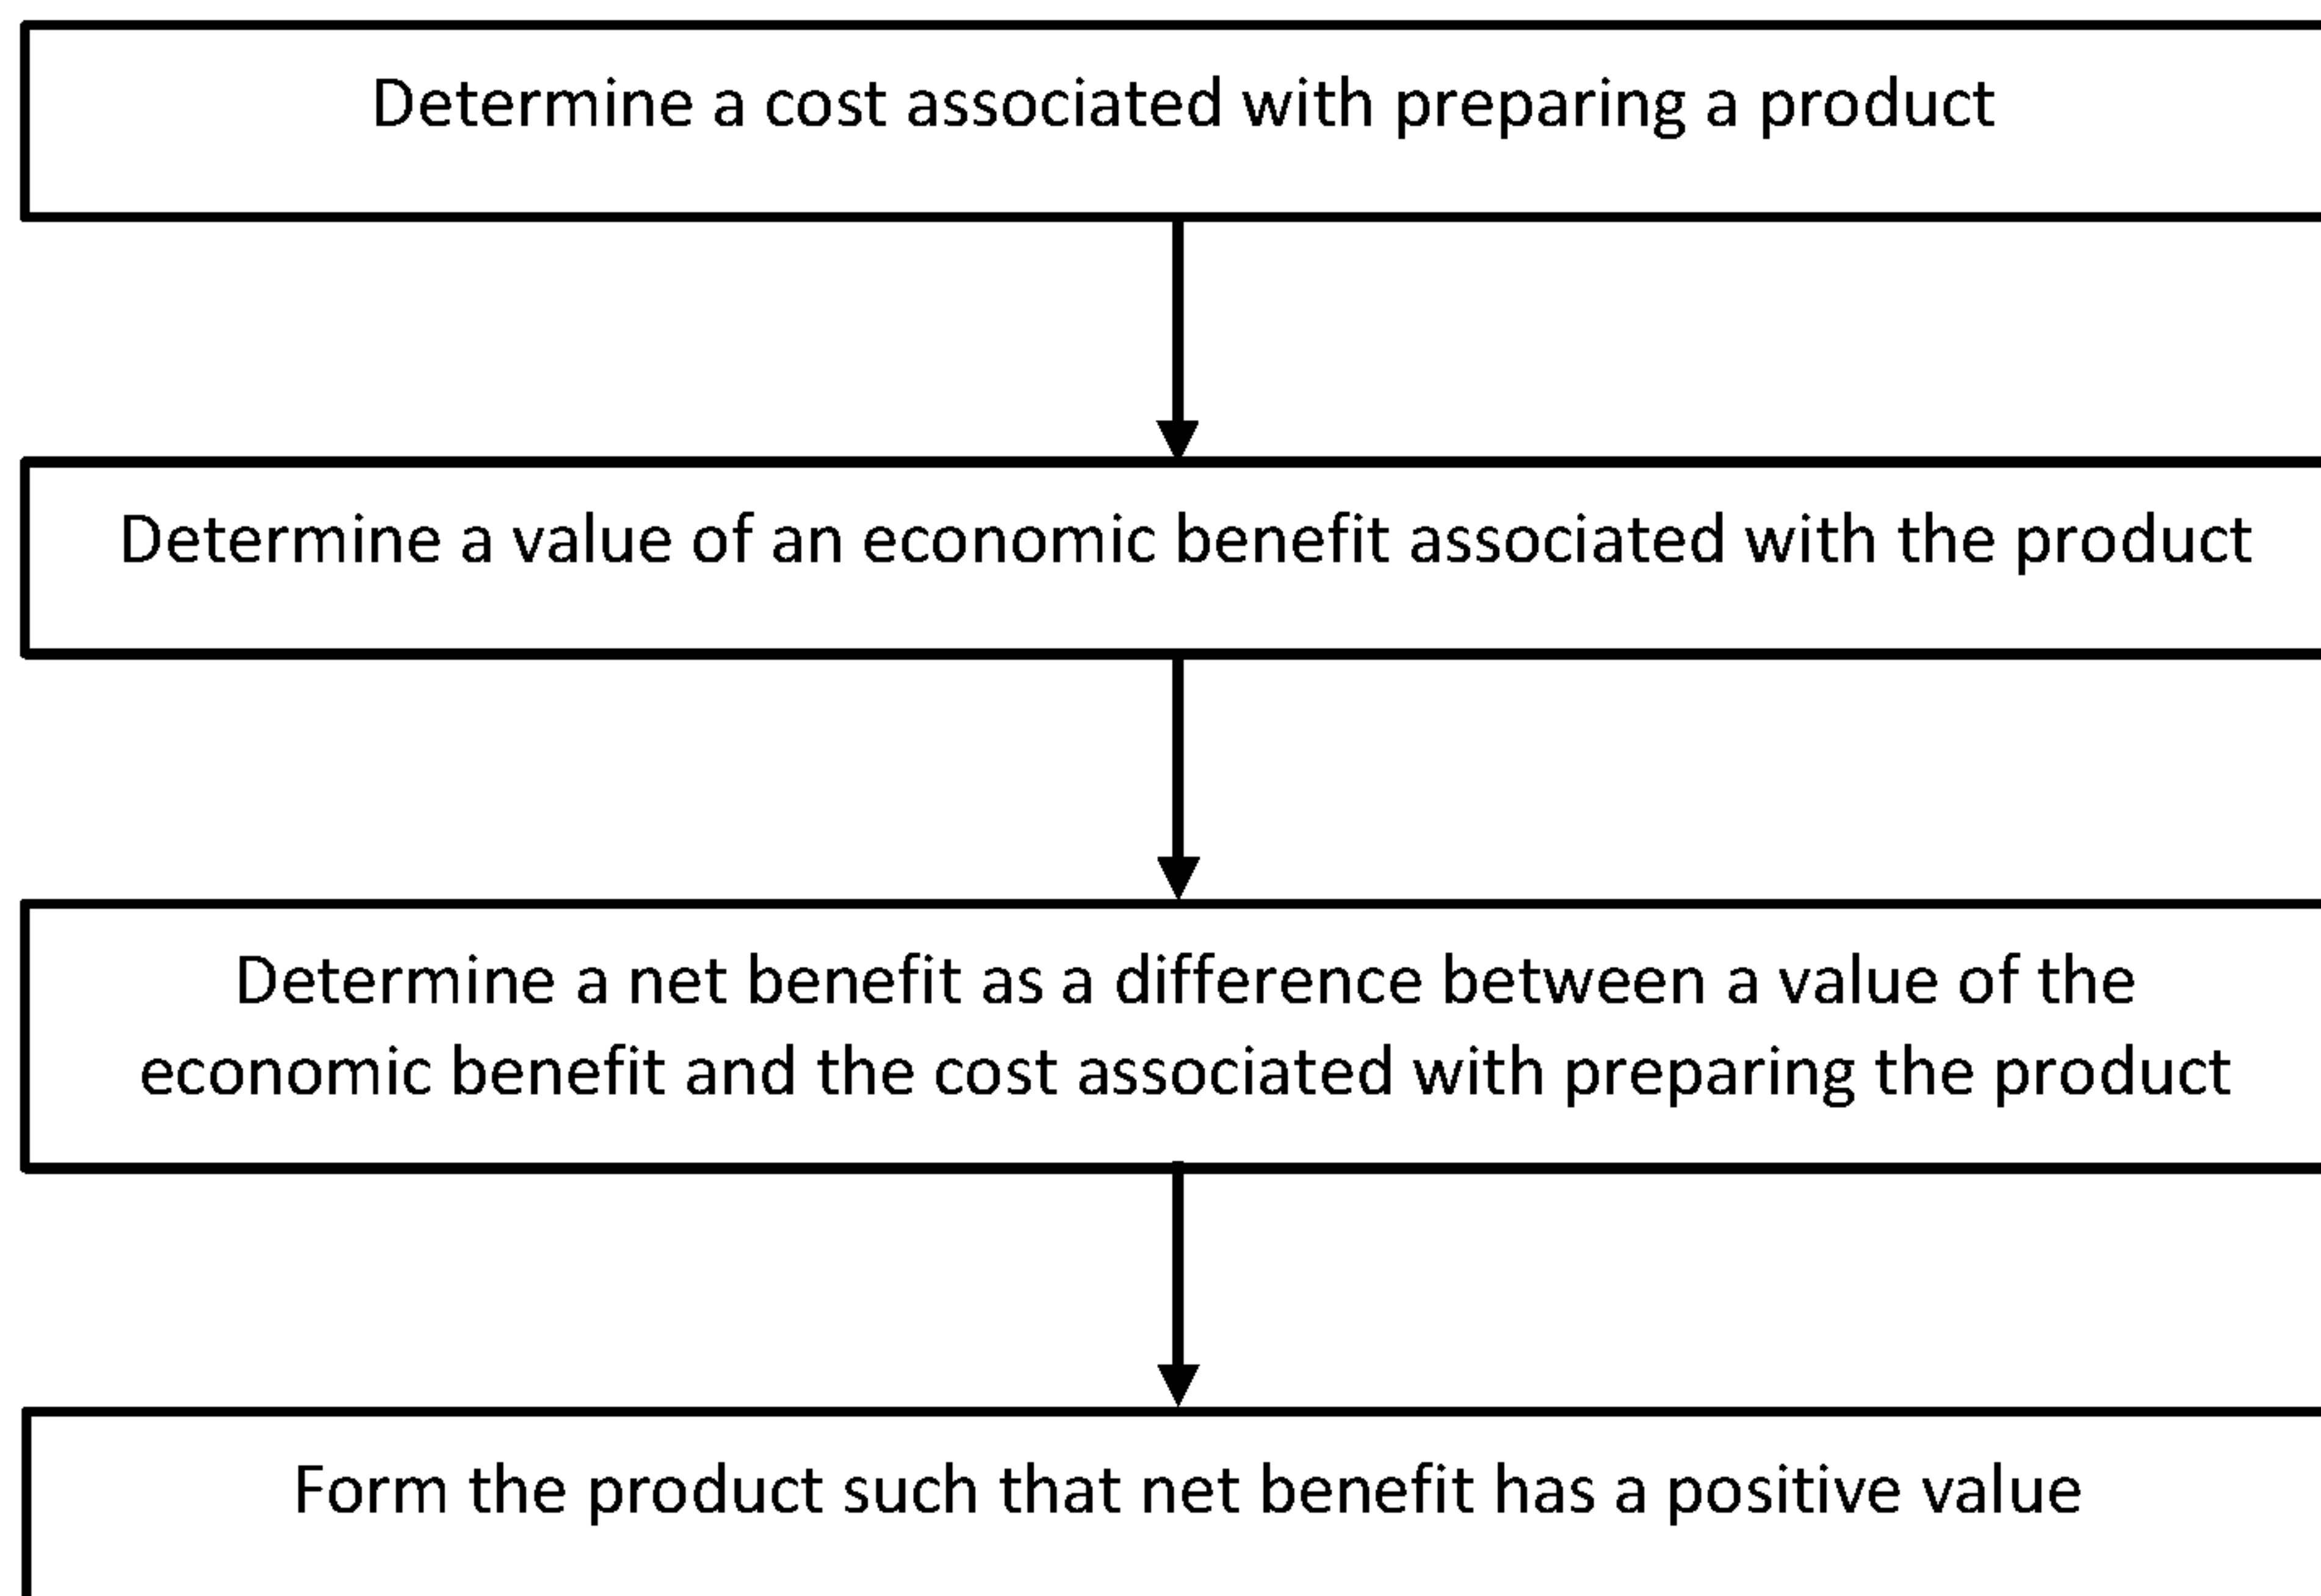 Determine a cost associated with preparing a product
Determine a value of an economic benefit associated with the product
Determine a net benefit as a difference between a value of the
economic benefit and the cost associated with preparing the product
Form the product such that net benefit has a positive value